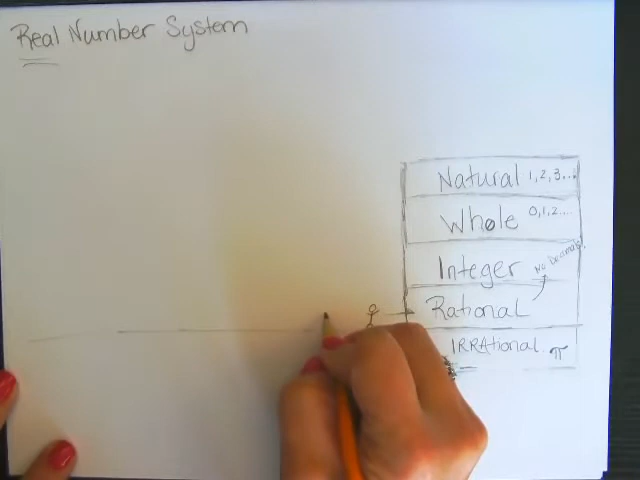 Real Number System
Natural 1, 2, 3...
Whole 0, 1, 2....
Integer No Decimals!
Rational
IRRAtional π